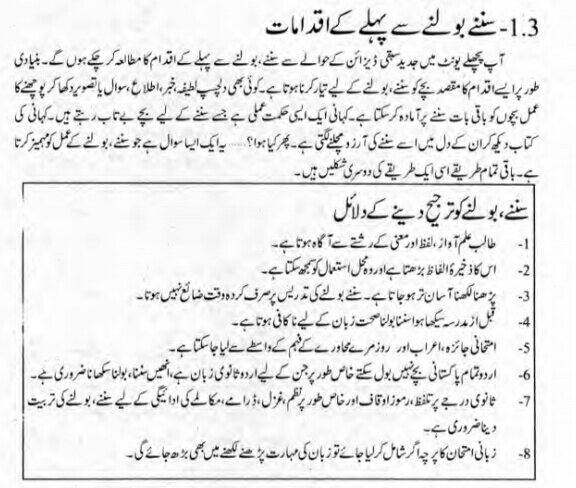 1.3- سننے بولنے سے پہلے کے اقدامات
آپ پچھلے یونٹ میں جدید سبقی ڈیزائن کے حوالے سے سننے، بولنے سے پہلے کے اقدام کا مطالعہ کر چکے ہوں گے۔ بنیادی
طور پر ایسے اقدام کا مقصد بچے کو سننے، بولنے کے لیے تیار کرنا ہوتا ہے۔ کوئی بھی دلچسپ لطیفہ، خبر، اطلاع، سوال یا تصویر دکھا کر پوچھنے کا
عمل بچوں کو باقی بات سننے پر آمادہ کر سکتا ہے۔ کہانی ایک ایسی حکمت عملی ہے جسے سننے کے لیے بچے بے تاب رہتے ہیں۔ کہانی کی
کتاب دیکھ کر ان کے دل میں اسے سننے کی آرزو مچلنے لگتی ہے۔ پھر کیا ہوا؟..... یہ ایک ایسا سوال ہے جو سننے، بولنے کے عمل کو مہمیز کرتا
ہے۔ باقی تمام طریقے اسی ایک طریقے کی دوسری شکلیں ہیں۔
سننے، بولنے کو ترجیح دینے کے دلائل
1- طالب علم آواز، لفظ اور معنی کے رشتے سے آگاہ ہوتا ہے۔
2- اس کا ذخیرۂ الفاظ بڑھتا ہے اور وہ محل استعمال کو سمجھ سکتا ہے۔
3- پڑھنا لکھنا آسان تر ہو جاتا ہے۔ سننے بولنے کی تدریس پر صرف کردہ وقت ضائع نہیں ہوتا۔
4- قبل از مدرسہ سیکھا ہوا سننا بولنا صحت زبان کے لیے ناکافی ہوتا ہے۔
5- امتحانی جائزہ، اعراب اور روزمرے محاورے کے فہم کے واسطے سے لیا جا سکتا ہے۔
6- اردو تمام پاکستانی بچے نہیں بول سکتے خاص طور پر جن کے لیے اردو ثانوی زبان ہے، انھیں سننا، بولنا سکھانا ضروری ہے۔
7- ثانوی درجے پر تلفظ، رموز اوقاف اور خاص طور پر نظم، غزل، ڈرامے، مکالمے کی ادائیگی کے لیے سننے، بولنے کی تربیت
دینا ضروری ہے۔
8- زبانی امتحان کا پرچہ اگر شامل کر لیا جائے تو زبان کی مہارت پڑھنے لکھنے میں بھی بڑھ جائے گی۔